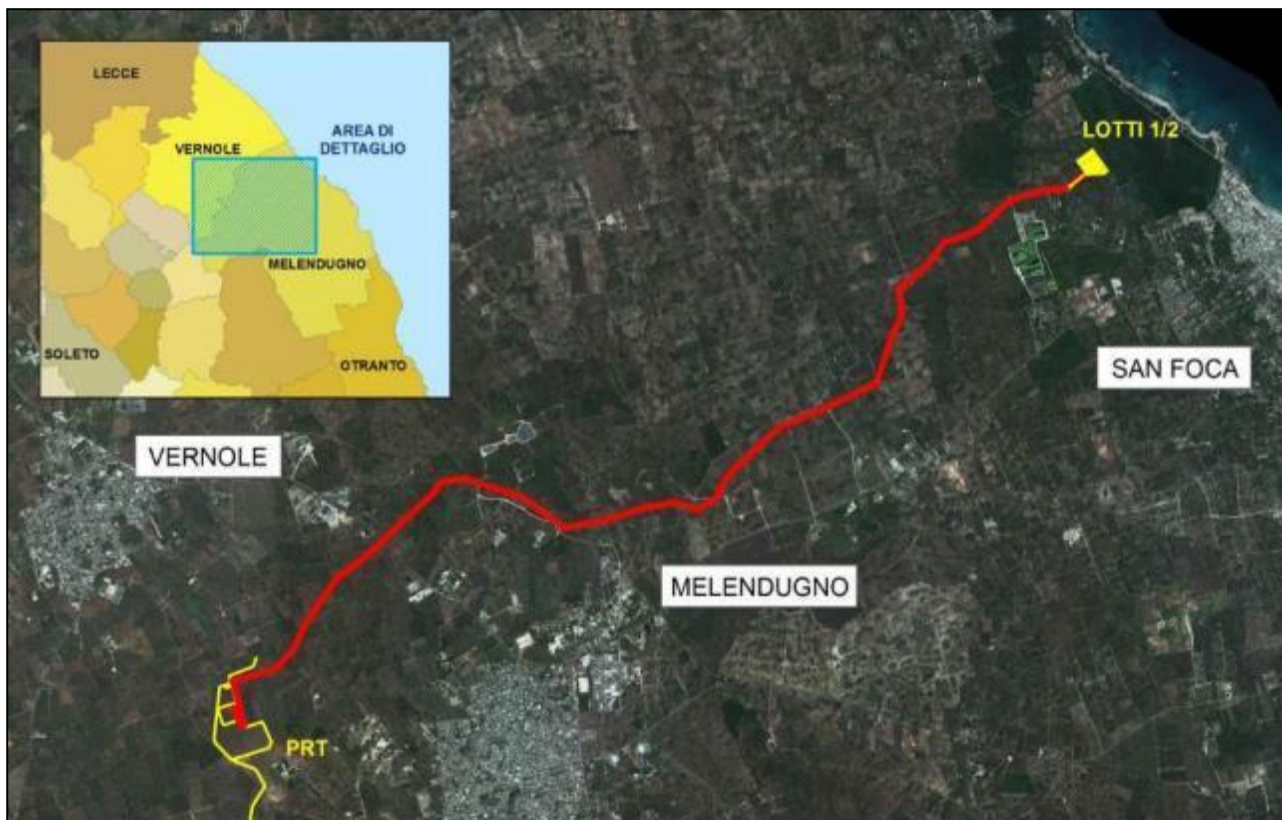 LECCE
VERNOLE
AREA DI
DETTAGLIO
MELENDUGNO
SOLETO
OTRANTO
LOTTI 1/2
SAN FOCA
VERNOLE
MELENDUGNO
PRT